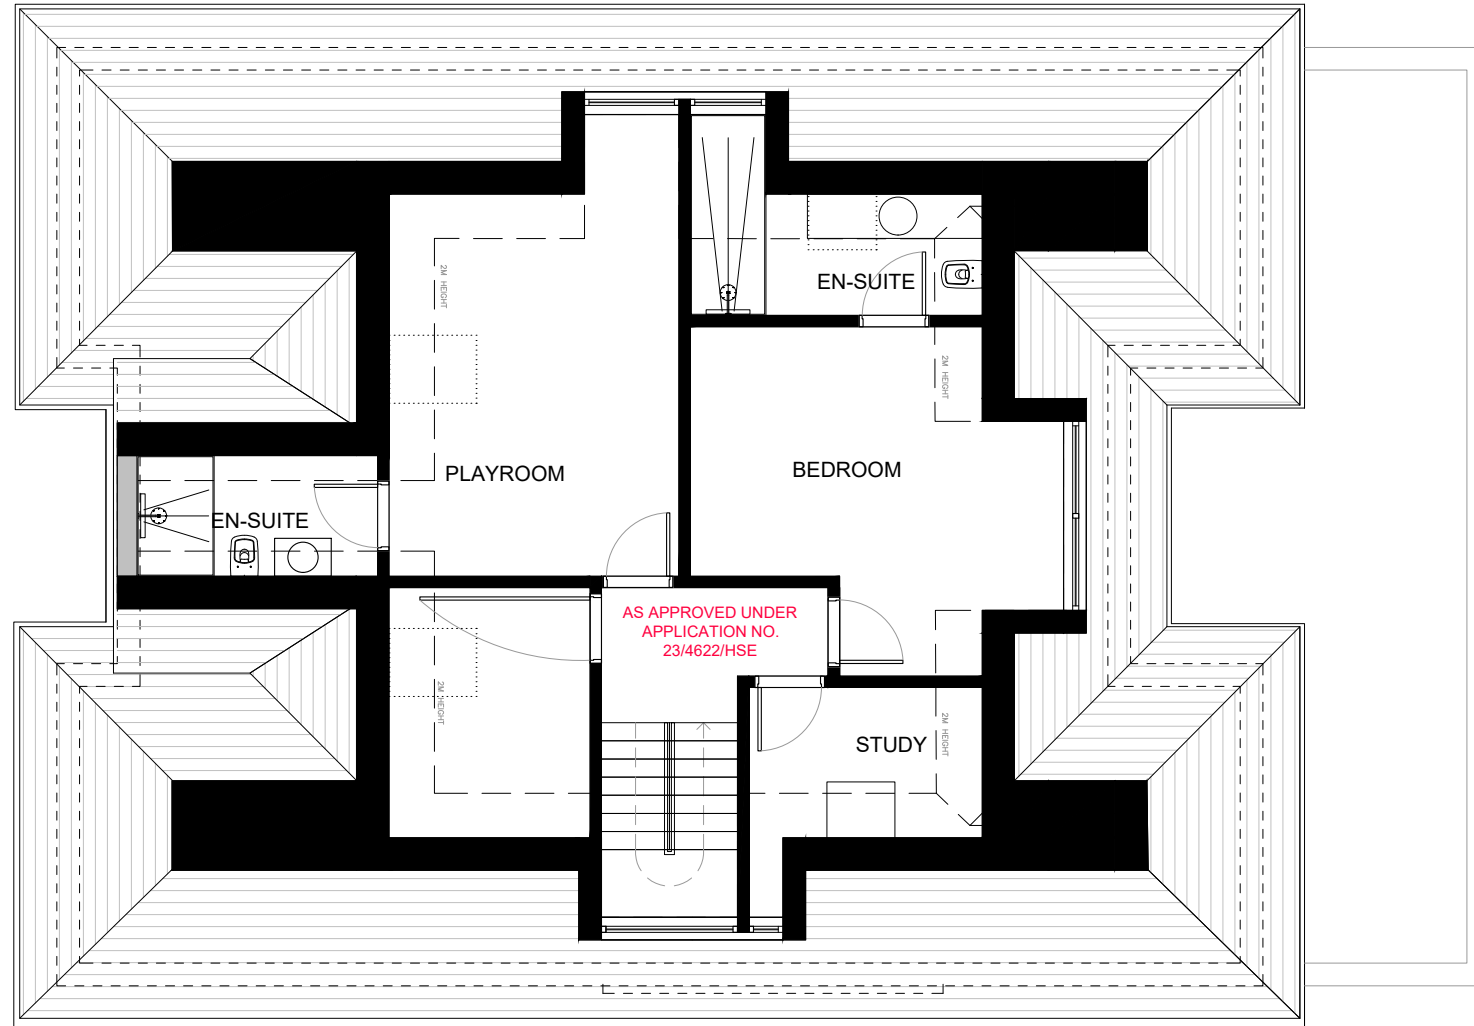 2M HEIGHT
EN-SUITE
2M HEIGHT
PLAYROOM
BEDROOM
EN-SUITE
AS APPROVED UNDER
APPLICATION NO.
23/4622/HSE
2M HEIGHT
2M HEIGHT
STUDY